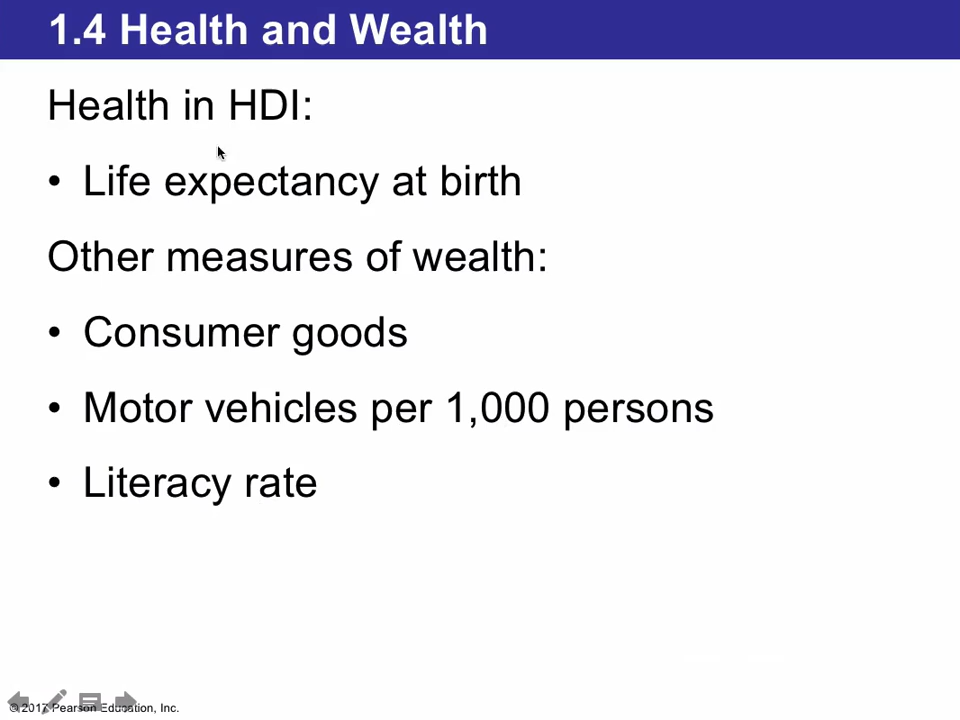 1.4 Health and Wealth
Health in HDI:
• Life expectancy at birth
Other measures of wealth:
• Consumer goods
• Motor vehicles per 1,000 persons
• Literacy rate
© 2017 Pearson Education, Inc.